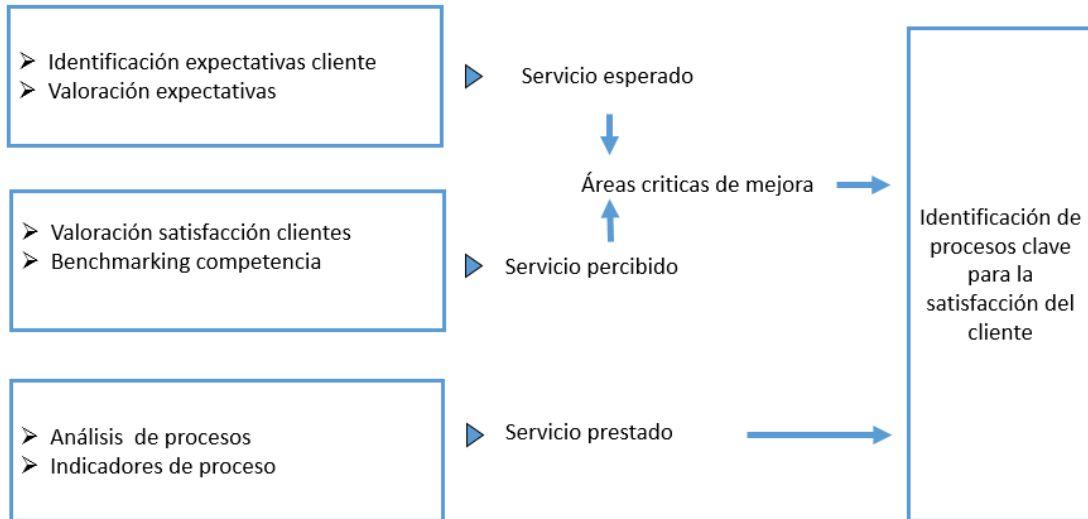 ➢ Identificación expectativas cliente
➢ Valoración expectativas
Servicio esperado
Áreas criticas de mejora
➢ Valoración satisfacción clientes
➢ Benchmarking competencia
Servicio percibido
➢ Análisis de procesos
➢ Indicadores de proceso
Servicio prestado
Identificación de
procesos clave
para la
satisfacción del
cliente